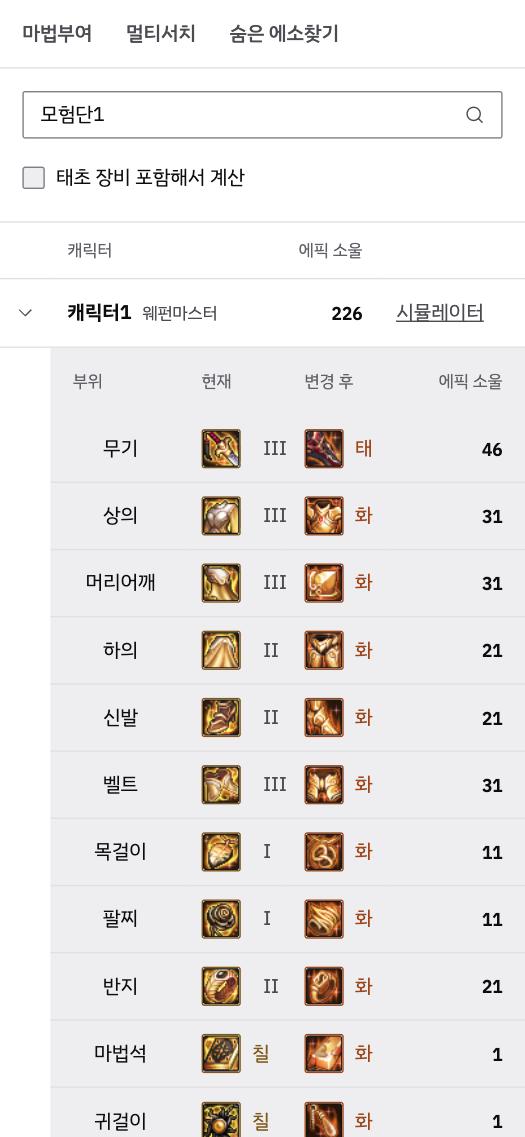 마법부여 멀티서치 숨은 에소찾기
모험단1
태초 장비 포함해서 계산
캐릭터 에픽 소울
캐릭터1 웨펀마스터 226 시뮬레이터
부위 현재 변경 후 에픽 소울
무기 III 태 46
상의 III 화 31
머리어깨 III 화 31
하의 II 화 21
신발 II 화 21
벨트 III 화 31
목걸이 I 화 11
팔찌 I 화 11
반지 II 화 21
마법석 칠 화 1
귀걸이 칠 화 1